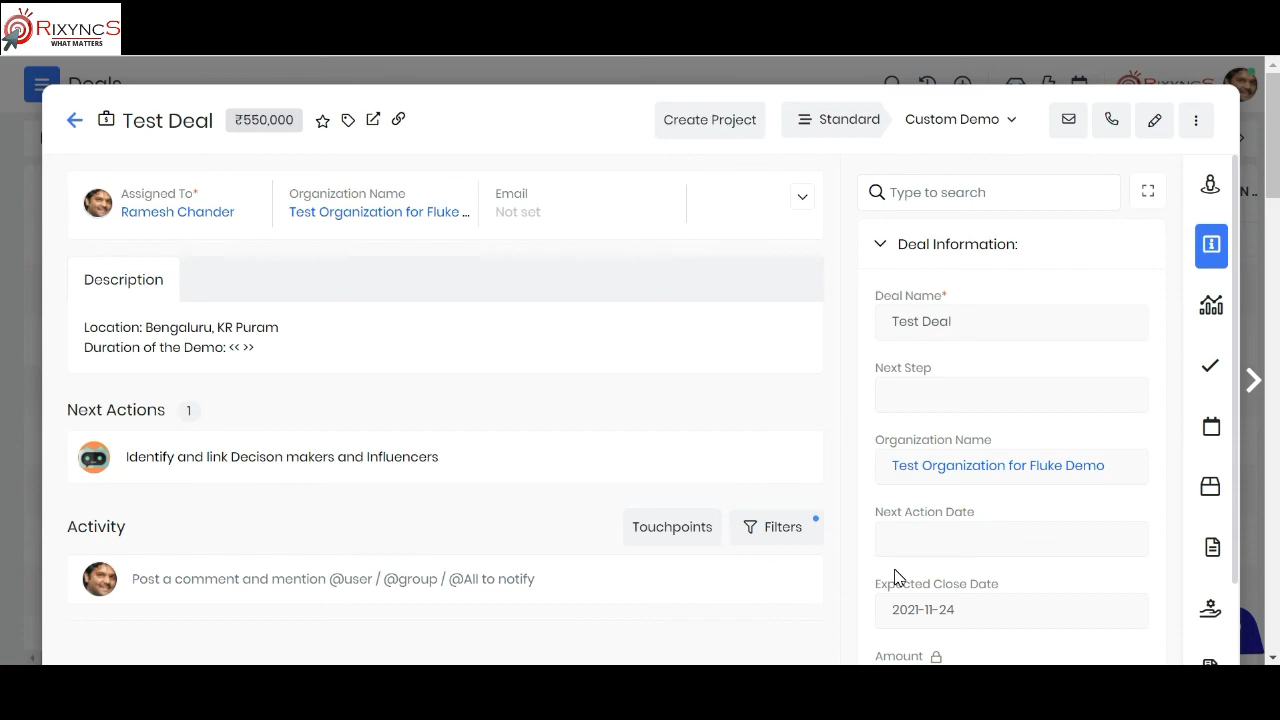 RIXYNCS
WHAT MATTERS
Deals
Test Deal
₹550,000
Create Project
Standard
Custom Demo
Assigned To*
Ramesh Chander
Organization Name
Test Organization for Fluke ...
Email
Not set
Type to search
Description
Location: Bengaluru, KR Puram
Duration of the Demo: << >>
Next Actions 1
Identify and link Decison makers and Influencers
Activity
Touchpoints
Filters
Post a comment and mention @user / @group / @All to notify
Deal Information:
Deal Name*
Test Deal
Next Step
Organization Name
Test Organization for Fluke Demo
Next Action Date
Expected Close Date
2021-11-24
Amount